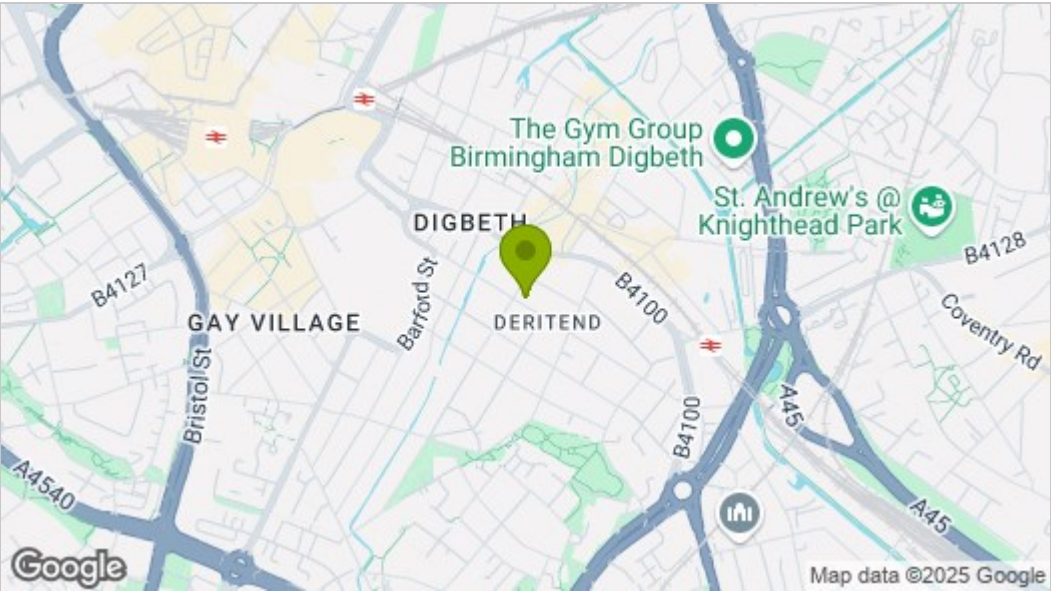 The Gym Group
Birmingham Digbeth
St. Andrew's @
Knighthead Park
DIGBETH
B4128
B4127
Barford St
B4100
Coventry Rd
GAY VILLAGE
DERITEND
Bristol St
A45
B4100
A4540
A45
Google
Map data ©2025 Google